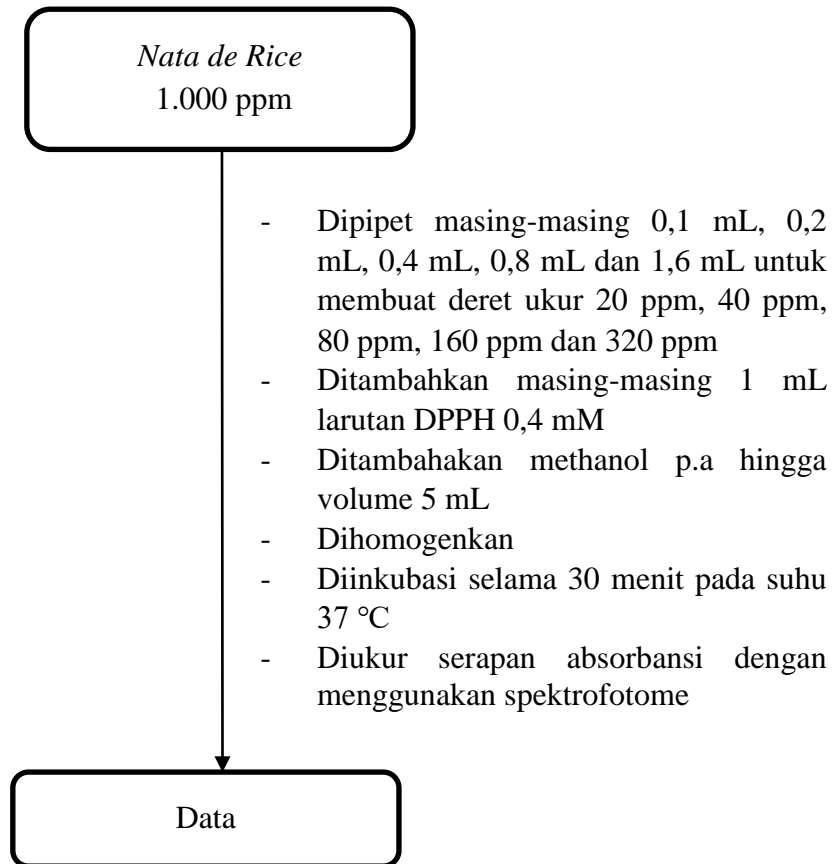 Nata de Rice
1.000 ppm
- Dipipet masing-masing 0,1 mL, 0,2
mL, 0,4 mL, 0,8 mL dan 1,6 mL untuk
membuat deret ukur 20 ppm, 40 ppm,
80 ppm, 160 ppm dan 320 ppm
- Ditambahkan masing-masing 1 mL
larutan DPPH 0,4 mM
- Ditambahakan methanol p.a hingga
volume 5 mL
- Dihomogenkan
- Diinkubasi selama 30 menit pada suhu
37 ℃
- Diukur serapan absorbansi dengan
menggunakan spektrofotome
Data